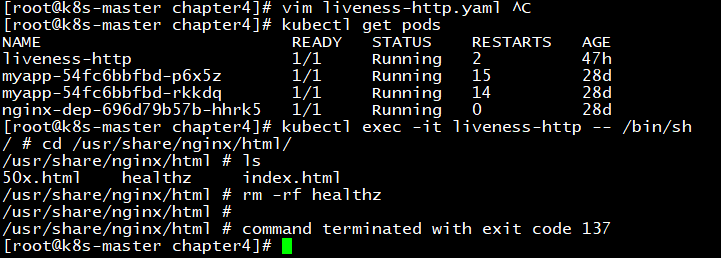 [root@k8s-master chapter4]# vim liveness-http.yaml ^C
[root@k8s-master chapter4]# kubectl get pods
NAME                         READY   STATUS    RESTARTS   AGE
liveness-http                1/1     Running   2          47h
myapp-54fc6bbfbd-p6x5z       1/1     Running   15         28d
myapp-54fc6bbfbd-rkkdq       1/1     Running   14         28d
nginx-dep-696d79b57b-hhrk5   1/1     Running   0          28d
[root@k8s-master chapter4]# kubectl exec -it liveness-http -- /bin/sh
/ # cd /usr/share/nginx/html/
/usr/share/nginx/html # ls
50x.html    healthz     index.html
/usr/share/nginx/html # rm -rf healthz
/usr/share/nginx/html #
/usr/share/nginx/html # command terminated with exit code 137
[root@k8s-master chapter4]#